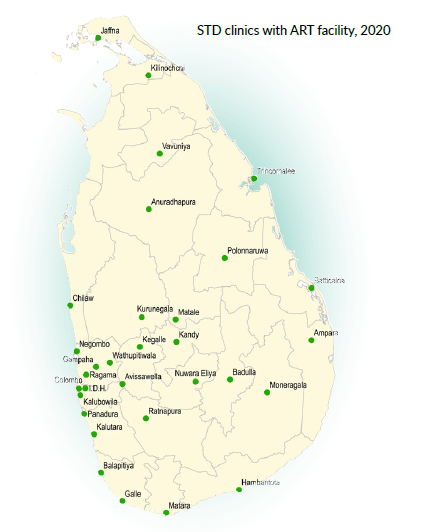 STD clinics with ART facility, 2020
Jaffna
Kilinochchi
Vavuniya
Trincomalee
Anuradhapura
Polonnaruwa
Batticaloa
Chilaw
Kurunegala
Matale
Ampare
Negombo
Kegalle
Kandy
Gampaha
Wathupitiwala
Ragama
Avissawella
Nuwara Eliya
Badulla
Colombo
I.D.H.
Moneragala
Kalubowila
Panadura
Ratnapura
Kalutara
Balapitiya
Hambantota
Galle
Matara